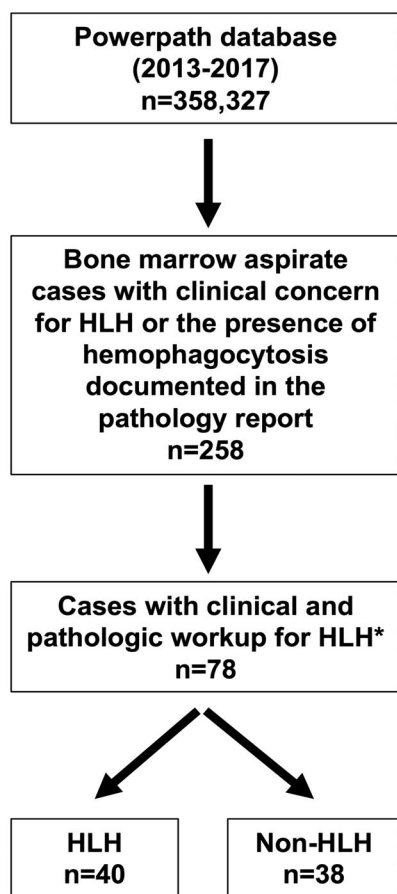 Powerpath database
(2013-2017)
n=358,327
Bone marrow aspirate
cases with clinical concern
for HLH or the presence of
hemophagocytosis
documented in the
pathology report
n=258
Cases with clinical and
pathologic workup for HLH*
n=78
HLH
n=40
Non-HLH
n=38